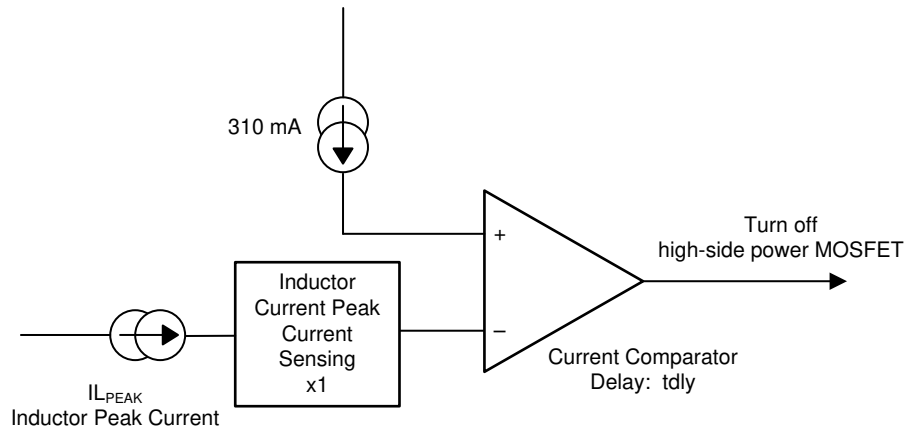 310 mA
+
Turn off
high-side power MOSFET
Inductor
Current Peak
Current
Sensing
x1
−
Current Comparator
Delay: tdly
ILPEAK
Inductor Peak Current